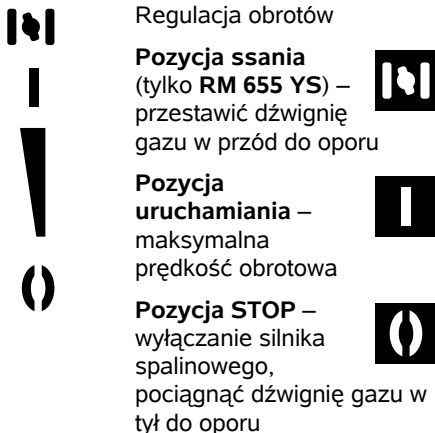 Regulacja obrotów
Pozycja ssania
(tylko RM 655 YS) –
przestawić dźwignię
gazu w przód do oporu
Pozycja
uruchamiania –
maksymalna
prędkość obrotowa
Pozycja STOP –
wyłączanie silnika
spalinowego,
pociągnąć dźwignię gazu w
tył do oporu